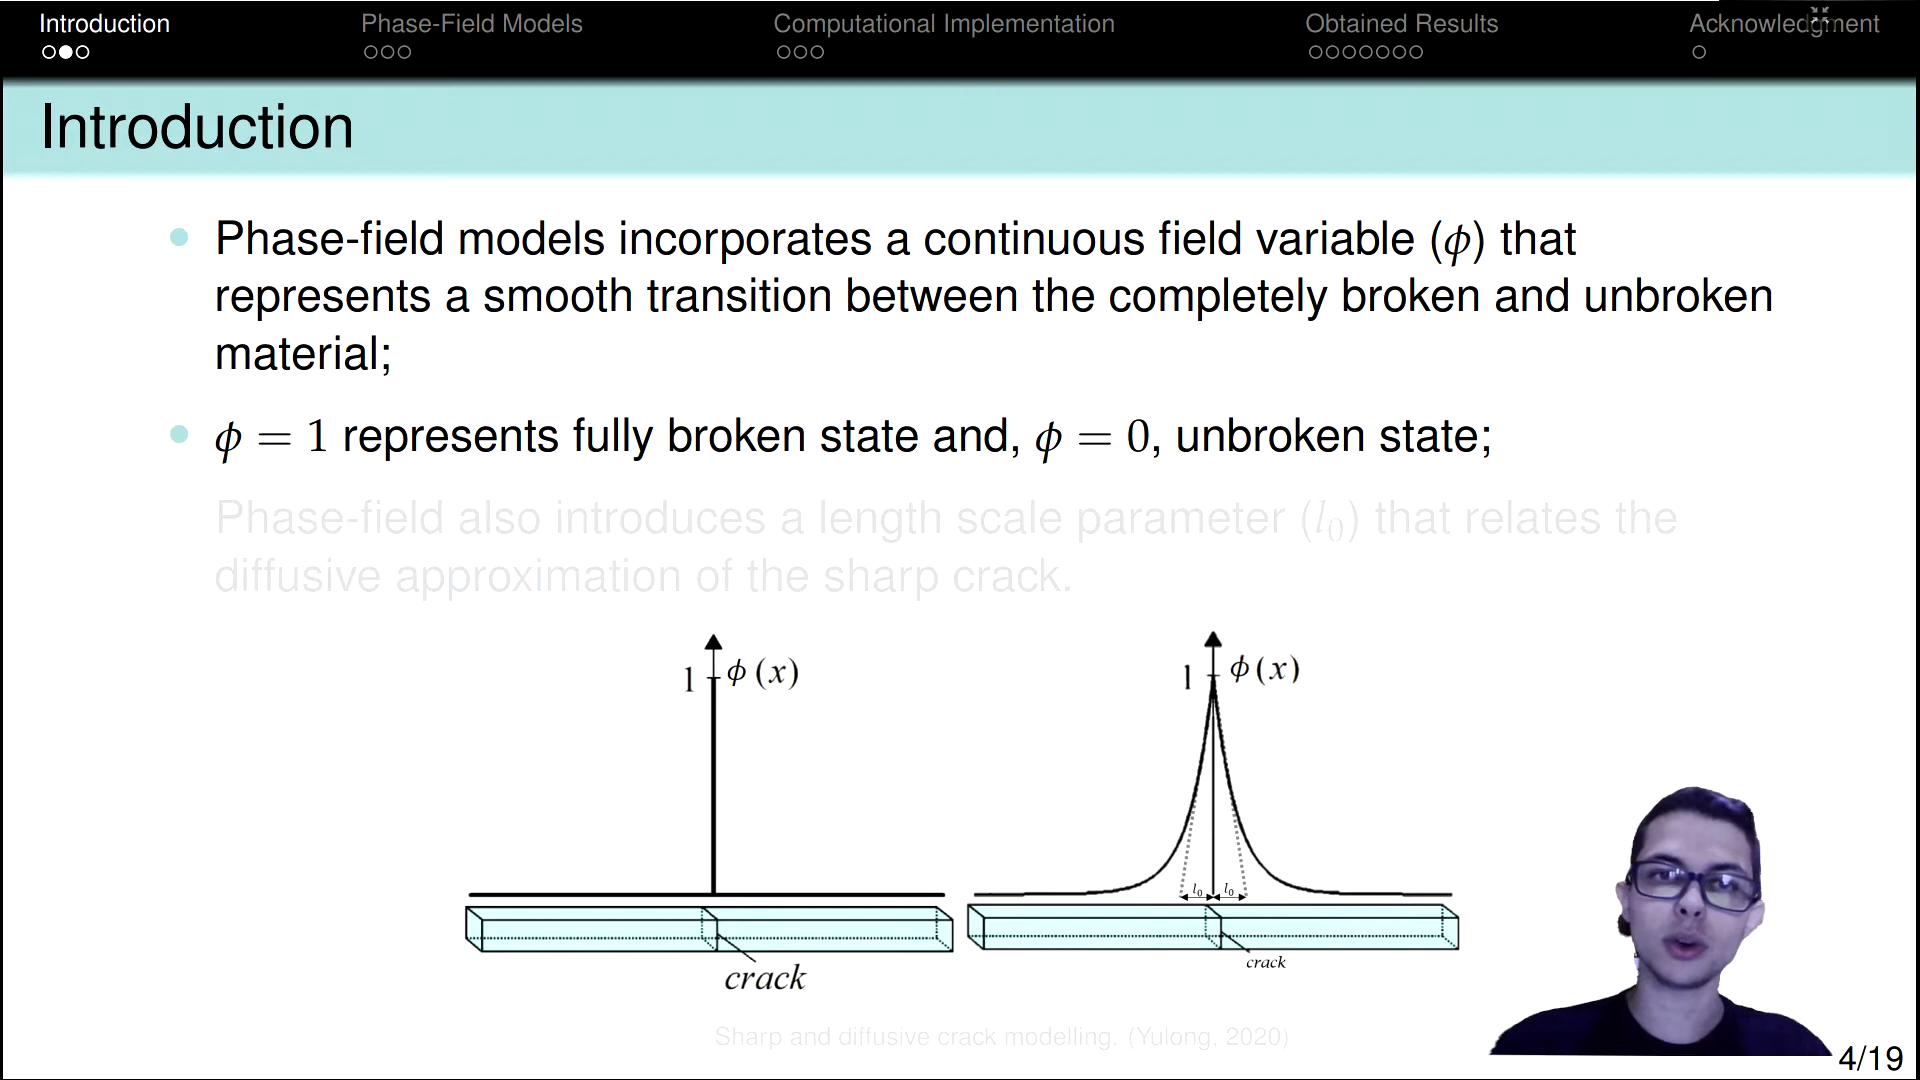 Introduction
Phase-Field Models
Computational Implementation
Obtained Results
Acknowledgment
Introduction
Phase-field models incorporates a continuous field variable (ϕ) that
represents a smooth transition between the completely broken and unbroken
material;
ϕ = 1 represents fully broken state and, ϕ = 0, unbroken state;
Phase-field also introduces a length scale parameter (l₀) that relates the
diffusive approximation of the sharp crack.
1 ϕ (x)
crack
1 ϕ (x)
l₀ l₀
crack
Sharp and diffusive crack modelling. (Yulong, 2020)
4/19